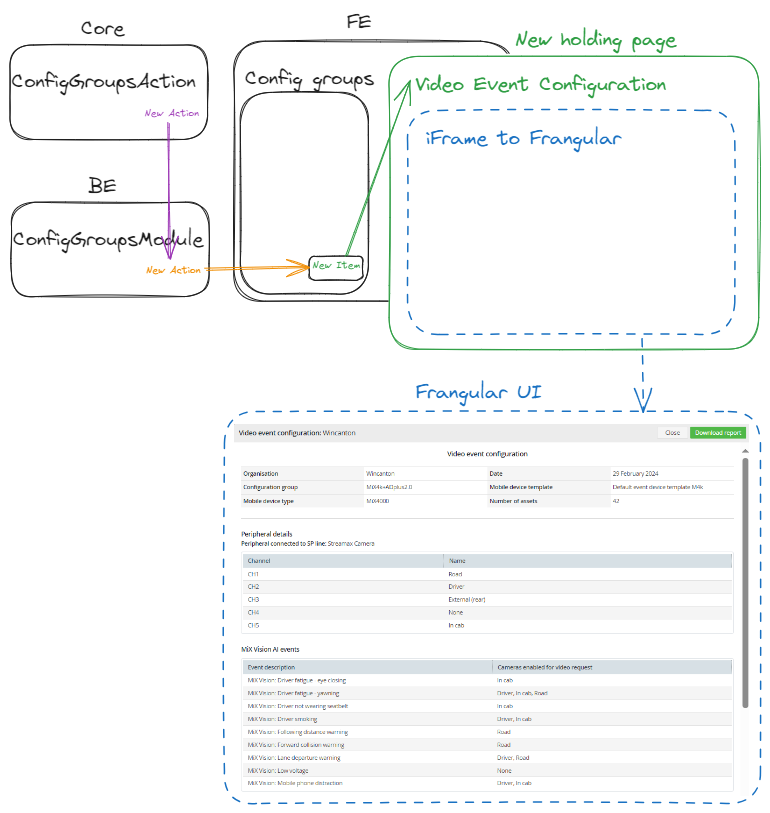 Core
FE
New holding page
ConfigGroupsAction
New Action
Config groups
Video Event Configuration
iFrame to Frangular
BE
ConfigGroupsModule
New Action
New Item
Frangular UI
Video event configuration: Wincanton
Close
Download report
Video event configuration
Organisation Wincanton Date 29 February 2024
Configuration group MiX4k+ADplus2.0 Mobile device template Default event device template M4k
Mobile device type MiX4000 Number of assets 42
Peripheral details
Peripheral connected to SP line: Streamax Camera
Channel Name
CH1 Road
CH2 Driver
CH3 External (rear)
CH4 None
CH5 In cab
MiX Vision AI events
Event description Cameras enabled for video request
MiX Vision: Driver fatigue - eye closing In cab
MiX Vision: Driver fatigue - yawning Driver, In cab, Road
MiX Vision: Driver not wearing seatbelt In cab
MiX Vision: Driver smoking Driver, In cab
MiX Vision: Following distance warning Road
MiX Vision: Forward collision warning Road
MiX Vision: Lane departure warning Driver, Road
MiX Vision: Low voltage None
MiX Vision: Mobile phone distraction Driver, In cab